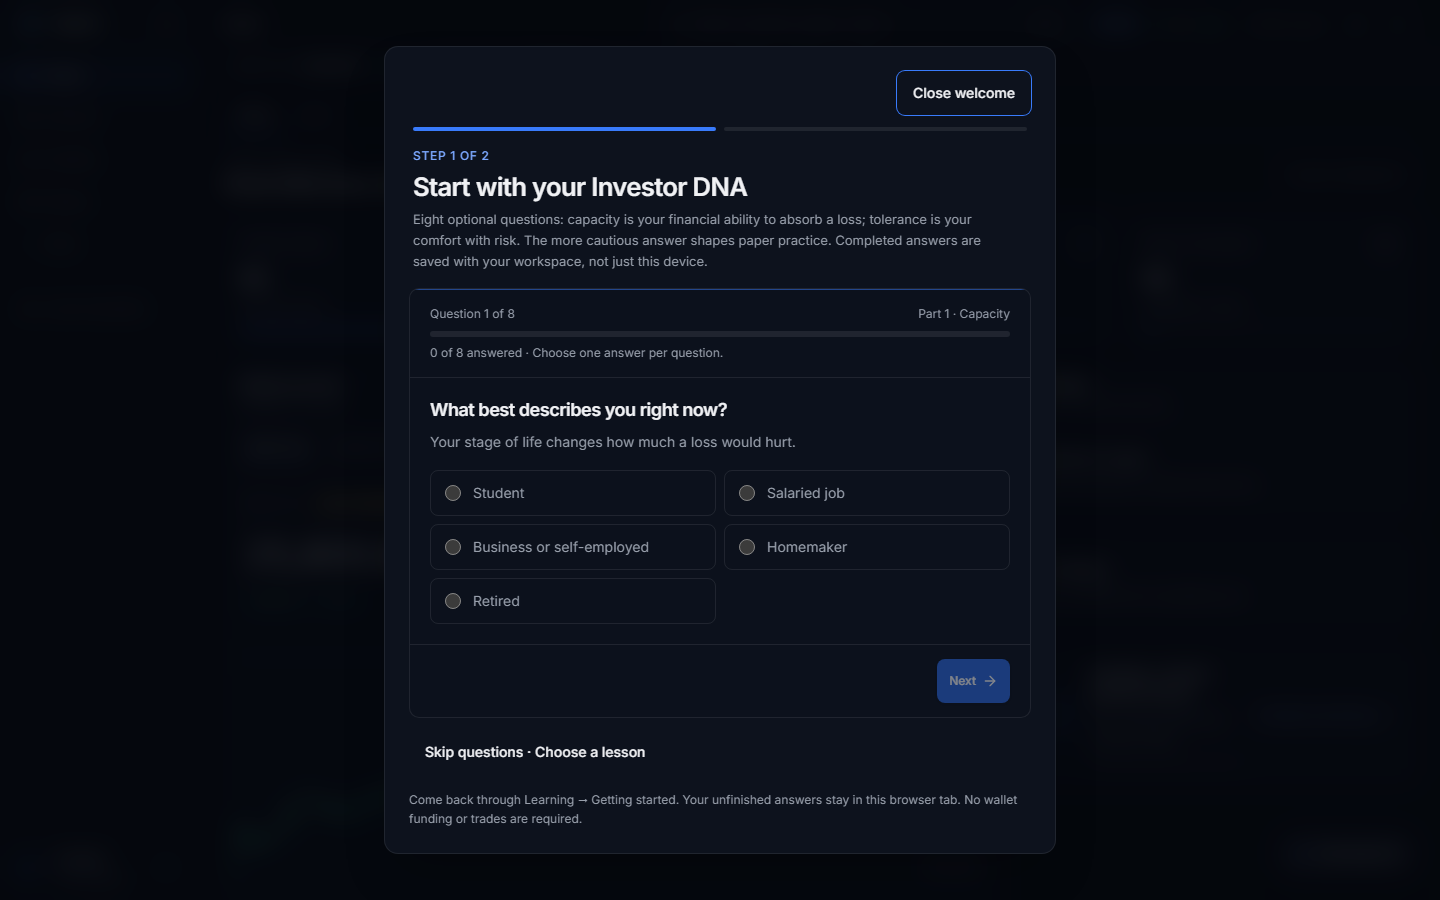 Close welcome
STEP 1 OF 2
Start with your Investor DNA
Eight optional questions: capacity is your financial ability to absorb a loss; tolerance is your
comfort with risk. The more cautious answer shapes paper practice. Completed answers are
saved with your workspace, not just this device.
Question 1 of 8
Part 1 · Capacity
0 of 8 answered · Choose one answer per question.
What best describes you right now?
Your stage of life changes how much a loss would hurt.
Student
Salaried job
Business or self-employed
Homemaker
Retired
Next →
Skip questions · Choose a lesson
Come back through Learning → Getting started. Your unfinished answers stay in this browser tab. No wallet
funding or trades are required.